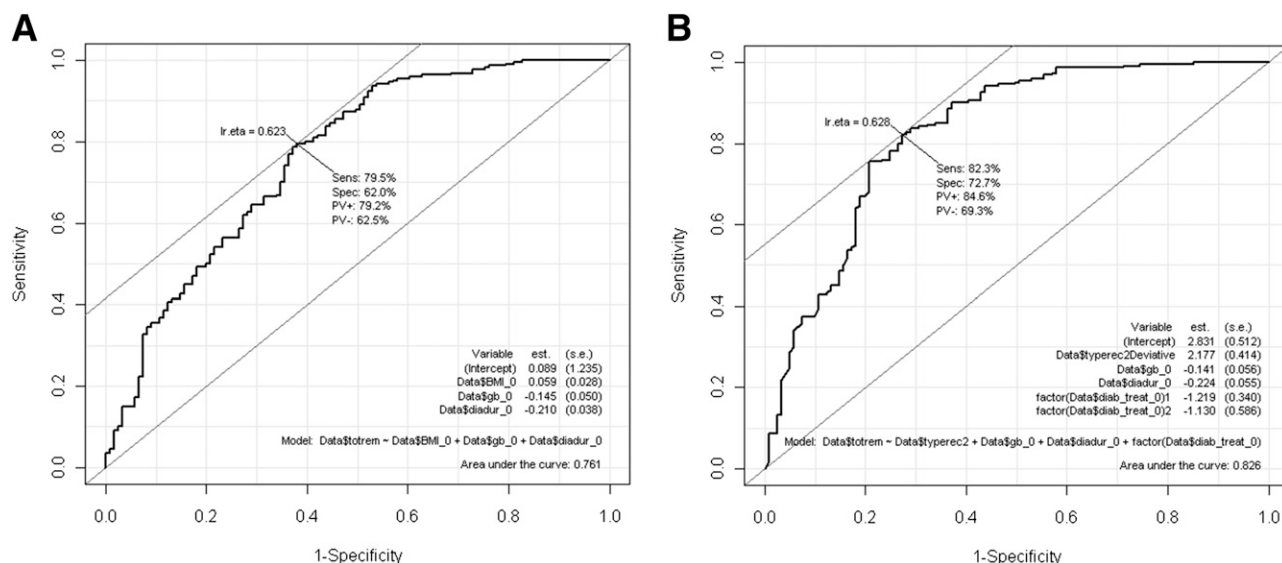 A
Sensitivity
1.0
0.8
0.6
0.4
0.2
0.0
lr.eta = 0.623
Sens: 79.5%
Spec: 62.0%
PV+: 79.2%
PV-: 62.5%
Variable est. (s.e.)
(Intercept) 0.089 (1.235)
Data$BMI_0 0.059 (0.028)
Data$gb_0 -0.145 (0.050)
Data$diadur_0 -0.210 (0.038)
Model: Data$totrem ~ Data$BMI_0 + Data$gb_0 + Data$diadur_0
Area under the curve: 0.761
0.0 0.2 0.4 0.6 0.8 1.0
1-Specificity
B
Sensitivity
1.0
0.8
0.6
0.4
0.2
0.0
lr.eta = 0.628
Sens: 82.3%
Spec: 72.7%
PV+: 84.6%
PV-: 69.3%
Variable est. (s.e.)
(Intercept) 2.831 (0.512)
Data$typerec2Deviative 2.177 (0.414)
Data$gb_0 -0.141 (0.056)
Data$diadur_0 -0.224 (0.055)
factor(Data$diab_treat_0)1 -1.219 (0.340)
factor(Data$diab_treat_0)2 -1.130 (0.586)
Model: Data$totrem ~ Data$typerec2 + Data$gb_0 + Data$diadur_0 + factor(Data$diab_treat_0)
Area under the curve: 0.826
0.0 0.2 0.4 0.6 0.8 1.0
1-Specificity